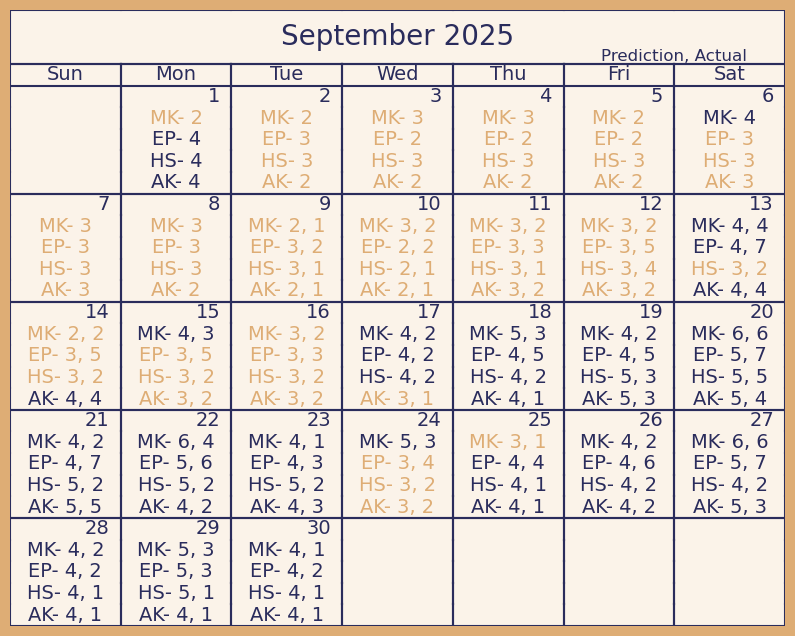 September 2025
Prediction, Actual
Sun Mon Tue Wed Thu Fri Sat
1 2 3 4 5 6
MK- 2 MK- 2 MK- 3 MK- 3 MK- 2 MK- 4
EP- 4 EP- 3 EP- 2 EP- 2 EP- 2 EP- 3
HS- 4 HS- 3 HS- 3 HS- 3 HS- 3 HS- 3
AK- 4 AK- 2 AK- 2 AK- 2 AK- 2 AK- 3
7 8 9 10 11 12 13
MK- 3 MK- 3 MK- 2, 1 MK- 3, 2 MK- 3, 2 MK- 3, 2 MK- 4, 4
EP- 3 EP- 3 EP- 3, 2 EP- 2, 2 EP- 3, 3 EP- 3, 5 EP- 4, 7
HS- 3 HS- 3 HS- 3, 1 HS- 2, 1 HS- 3, 1 HS- 3, 4 HS- 3, 2
AK- 3 AK- 2 AK- 2, 1 AK- 2, 1 AK- 3, 2 AK- 3, 2 AK- 4, 4
14 15 16 17 18 19 20
MK- 2, 2 MK- 4, 3 MK- 3, 2 MK- 4, 2 MK- 5, 3 MK- 4, 2 MK- 6, 6
EP- 3, 5 EP- 3, 5 EP- 3, 3 EP- 4, 2 EP- 4, 5 EP- 4, 5 EP- 5, 7
HS- 3, 2 HS- 3, 2 HS- 3, 2 HS- 4, 2 HS- 4, 2 HS- 5, 3 HS- 5, 5
AK- 4, 4 AK- 3, 2 AK- 3, 2 AK- 3, 1 AK- 4, 1 AK- 5, 3 AK- 5, 4
21 22 23 24 25 26 27
MK- 4, 2 MK- 6, 4 MK- 4, 1 MK- 5, 3 MK- 3, 1 MK- 4, 2 MK- 6, 6
EP- 4, 7 EP- 5, 6 EP- 4, 3 EP- 3, 4 EP- 4, 4 EP- 4, 6 EP- 5, 7
HS- 5, 2 HS- 5, 2 HS- 5, 2 HS- 3, 2 HS- 4, 1 HS- 4, 2 HS- 4, 2
AK- 5, 5 AK- 4, 2 AK- 4, 3 AK- 3, 2 AK- 4, 1 AK- 4, 2 AK- 5, 3
28 29 30
MK- 4, 2 MK- 5, 3 MK- 4, 1
EP- 4, 2 EP- 5, 3 EP- 4, 2
HS- 4, 1 HS- 5, 1 HS- 4, 1
AK- 4, 1 AK- 4, 1 AK- 4, 1